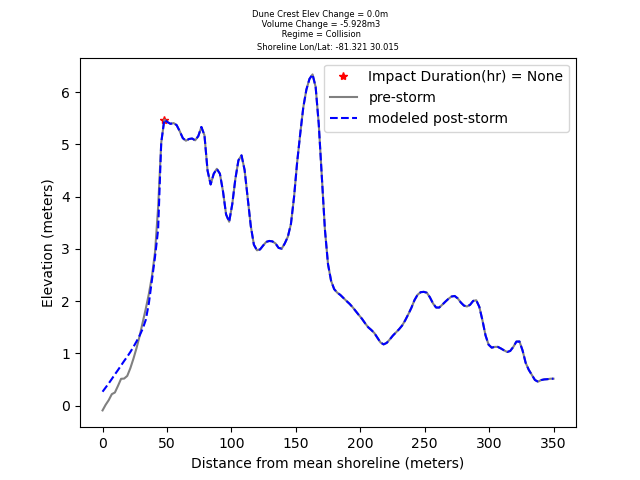 Dune Crest Elev Change = 0.0m
Volume Change = -5.928m3
Regime = Collision
Shoreline Lon/Lat: -81.321 30.015
Impact Duration(hr) = None
pre-storm
modeled post-storm
Elevation (meters)
6
5
4
3
2
1
0
0 50 100 150 200 250 300 350
Distance from mean shoreline (meters)